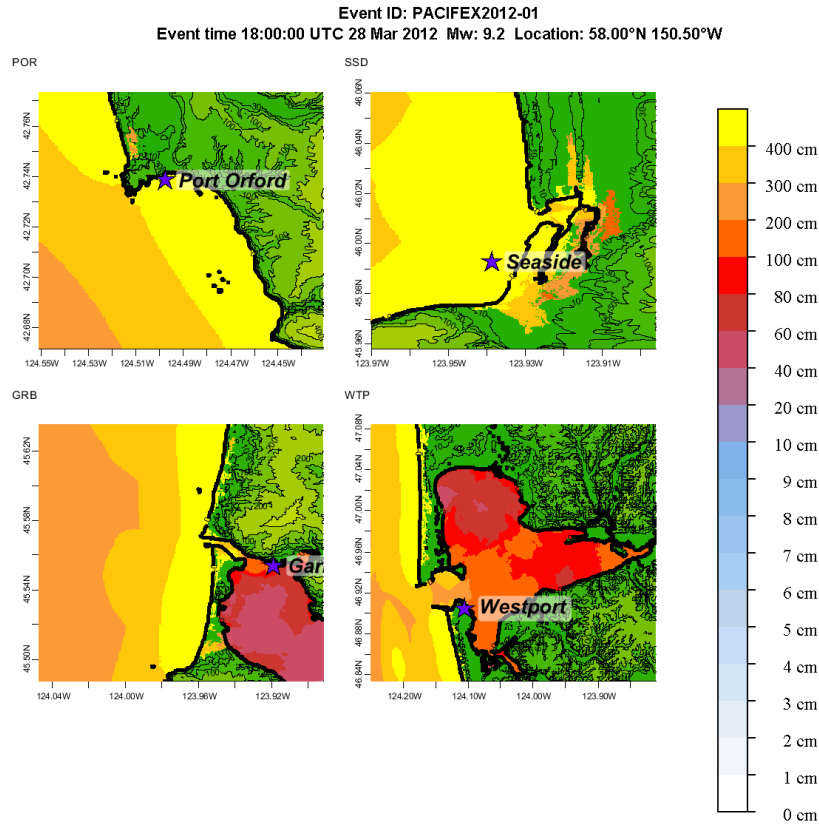 Event ID: PACIFEX2012-01
Event time 18:00:00 UTC 28 Mar 2012 Mw: 9.2 Location: 58.00°N 150.50°W
POR
42.76N
42.74N
42.72N
42.70N
42.68N
Port Orford
124.55W 124.53W 124.51W 124.49W 124.47W 124.45W
SSD
46.06N
46.04N
46.02N
46.00N
45.98N
45.96N
Seaside
123.97W 123.95W 123.93W 123.91W
GRB
45.62N
45.58N
45.54N
45.50N
Gari
124.04W 124.00W 123.96W 123.92W
WTP
47.08N
47.04N
47.00N
46.96N
46.92N
46.88N
46.84N
Westport
124.20W 124.10W 124.00W 123.90W
400 cm
300 cm
200 cm
100 cm
80 cm
60 cm
40 cm
20 cm
10 cm
9 cm
8 cm
7 cm
6 cm
5 cm
4 cm
3 cm
2 cm
1 cm
0 cm